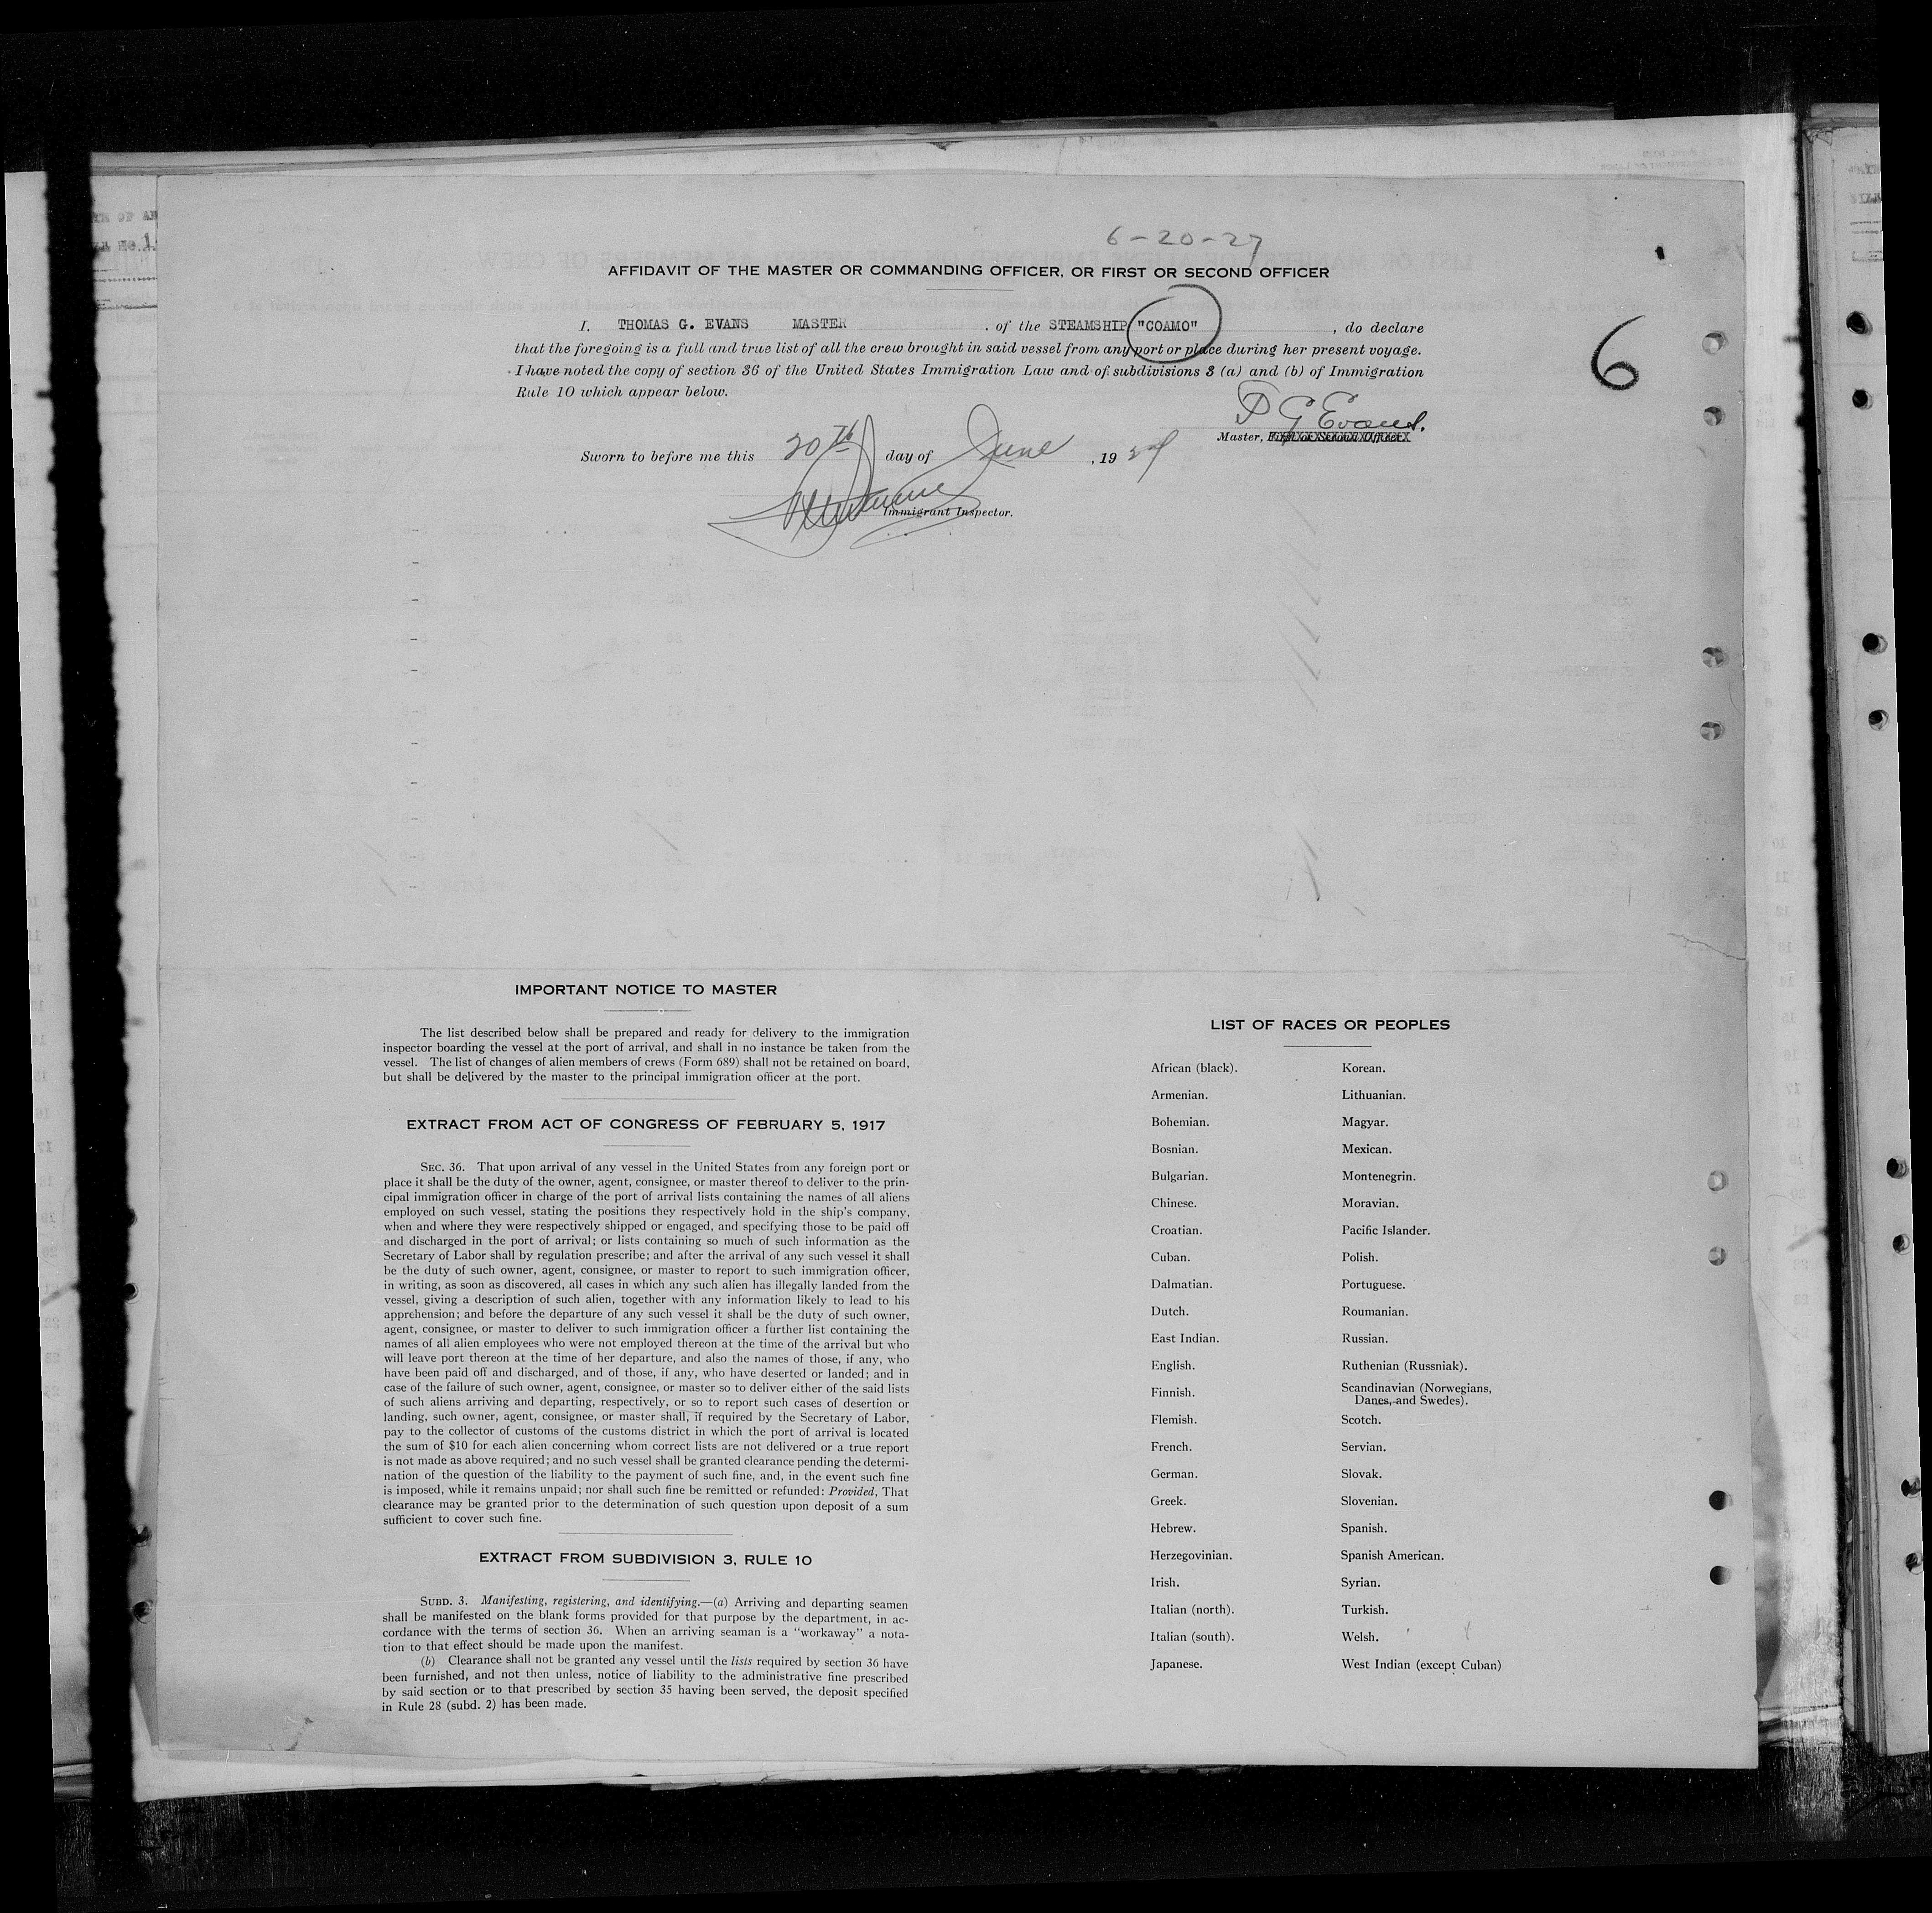 6-20-27
AFFIDAVIT OF THE MASTER OR COMMANDING OFFICER, OR FIRST OR SECOND OFFICER
I, THOMAS G. EVANS MASTER, of the STEAMSHIP "COAMO", do declare
that the foregoing is a full and true list of all the crew brought in said vessel from any port or place during her present voyage.
I have noted the copy of section 36 of the United States Immigration Law and of subdivisions 3 (a) and (b) of Immigration
Rule 10 which appear below.
6
T G Evans.
Master, First or Second Officer.
Sworn to before me this 20th day of June, 1927
Immigrant Inspector.
IMPORTANT NOTICE TO MASTER
The list described below shall be prepared and ready for delivery to the immigration
inspector boarding the vessel at the port of arrival, and shall in no instance be taken from the
vessel. The list of changes of alien members of crews (Form 689) shall not be retained on board,
but shall be delivered by the master to the principal immigration officer at the port.
EXTRACT FROM ACT OF CONGRESS OF FEBRUARY 5, 1917
SEC. 36. That upon arrival of any vessel in the United States from any foreign port or
place it shall be the duty of the owner, agent, consignee, or master thereof to deliver to the prin-
cipal immigration officer in charge of the port of arrival lists containing the names of all aliens
employed on such vessel, stating the positions they respectively hold in the ship's company,
when and where they were respectively shipped or engaged, and specifying those to be paid off
and discharged in the port of arrival; or lists containing so much of such information as the
Secretary of Labor shall by regulation prescribe; and after the arrival of any such vessel it shall
be the duty of such owner, agent, consignee, or master to report to such immigration officer,
in writing, as soon as discovered, all cases in which any such alien has illegally landed from the
vessel, giving a description of such alien, together with any information likely to lead to his
apprehension; and before the departure of any such vessel it shall be the duty of such owner,
agent, consignee, or master to deliver to such immigration officer a further list containing the
names of all alien employees who were not employed thereon at the time of the arrival but who
will leave port thereon at the time of her departure, and also the names of those, if any, who
have been paid off and discharged, and of those, if any, who have deserted or landed; and in
case of the failure of such owner, agent, consignee, or master so to deliver either of the said lists
of such aliens arriving and departing, respectively, or so to report such cases of desertion or
landing, such owner, agent, consignee, or master shall, if required by the Secretary of Labor,
pay to the collector of customs of the customs district in which the port of arrival is located
the sum of $10 for each alien concerning whom correct lists are not delivered or a true report
is not made as above required; and no such vessel shall be granted clearance pending the determi-
nation of the question of the liability to the payment of such fine, and, in the event such fine
is imposed, while it remains unpaid; nor shall such fine be remitted or refunded: Provided, That
clearance may be granted prior to the determination of such question upon deposit of a sum
sufficient to cover such fine.
EXTRACT FROM SUBDIVISION 3, RULE 10
SUBD. 3. Manifesting, registering, and identifying.—(a) Arriving and departing seamen
shall be manifested on the blank forms provided for that purpose by the department, in ac-
cordance with the terms of section 36. When an arriving seaman is a "workaway" a nota-
tion to that effect should be made upon the manifest.
(b) Clearance shall not be granted any vessel until the lists required by section 36 have
been furnished, and not then unless, notice of liability to the administrative fine prescribed
by said section or to that prescribed by section 35 having been served, the deposit specified
in Rule 28 (subd. 2) has been made.
LIST OF RACES OR PEOPLES
African (black).
Armenian.
Bohemian.
Bosnian.
Bulgarian.
Chinese.
Croatian.
Cuban.
Dalmatian.
Dutch.
East Indian.
English.
Finnish.
Flemish.
French.
German.
Greek.
Hebrew.
Herzegovinian.
Irish.
Italian (north).
Italian (south).
Japanese.
Korean.
Lithuanian.
Magyar.
Mexican.
Montenegrin.
Moravian.
Pacific Islander.
Polish.
Portuguese.
Roumanian.
Russian.
Ruthenian (Russniak).
Scandinavian (Norwegians,
Danes, and Swedes).
Scotch.
Servian.
Slovak.
Slovenian.
Spanish.
Spanish American.
Syrian.
Turkish.
Welsh.
West Indian (except Cuban)